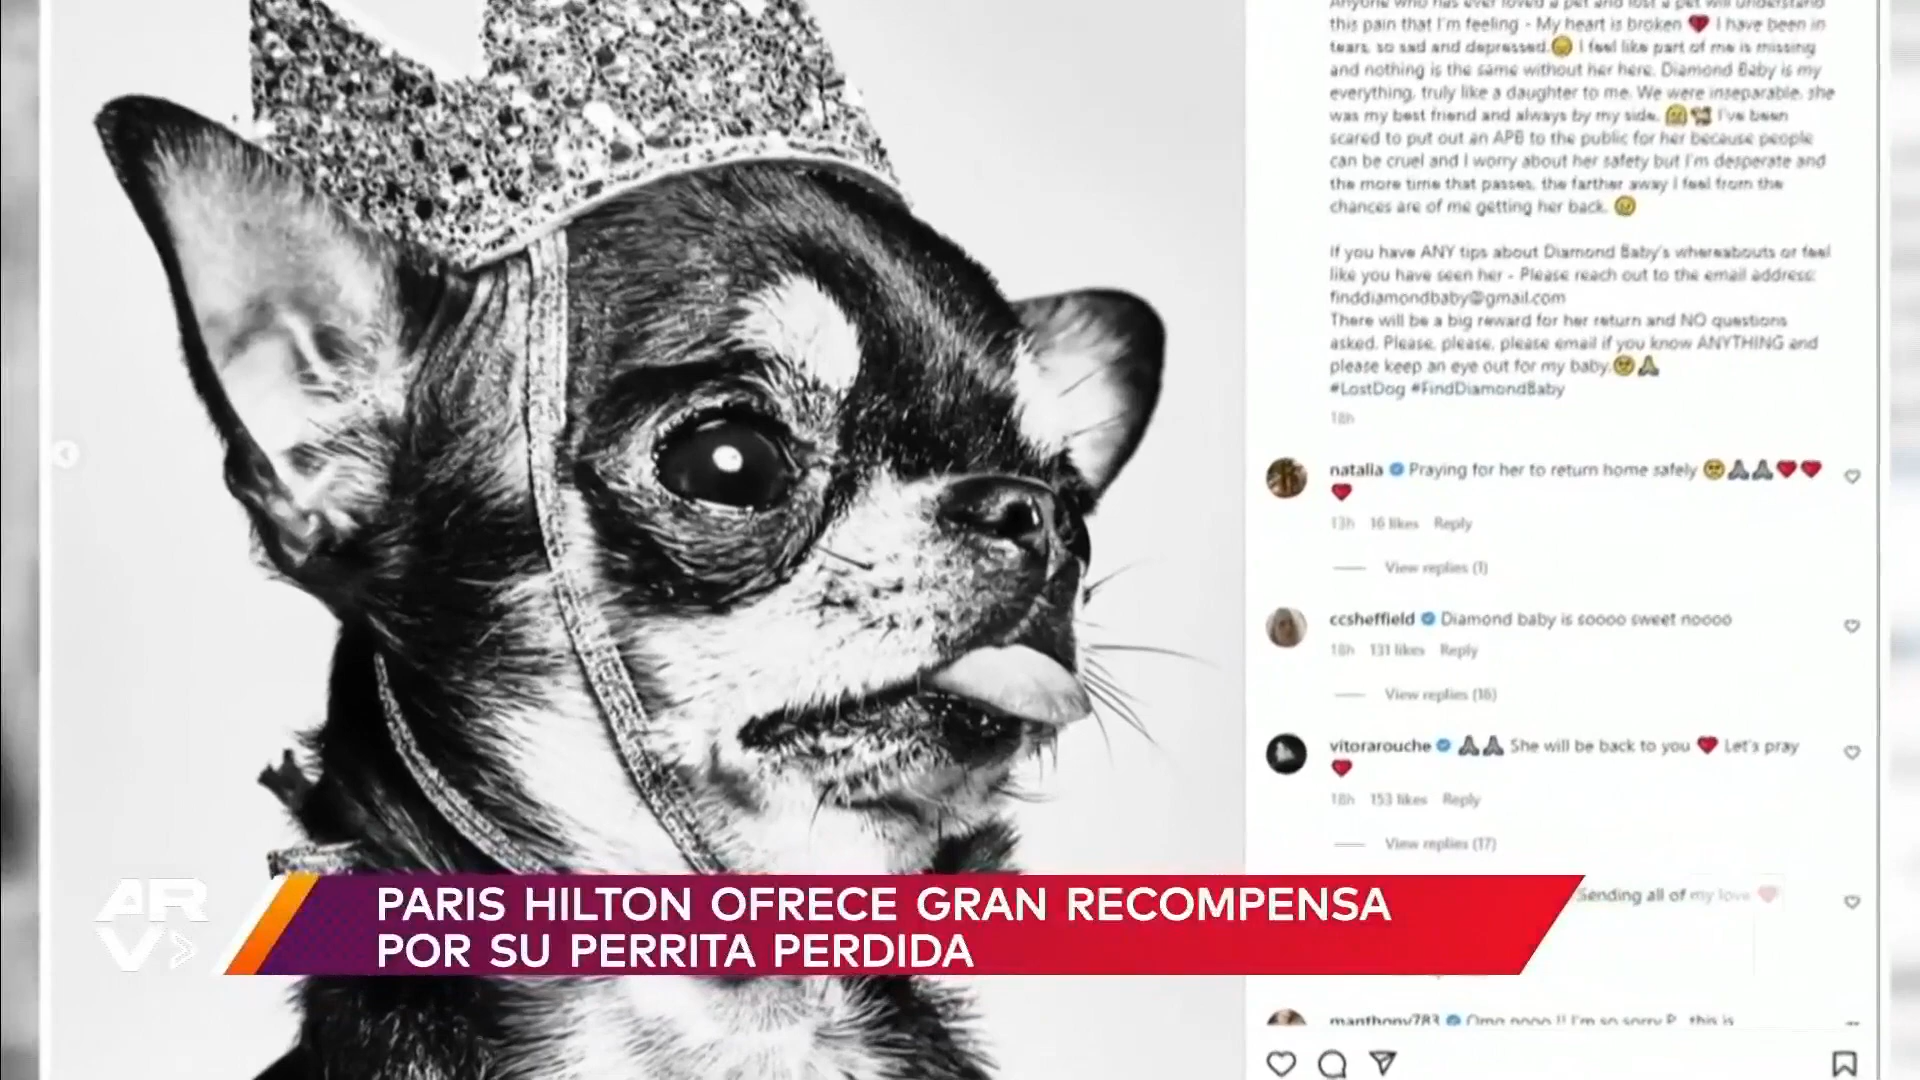 Anyone who has ever loved a pet and lost a pet will understand
this pain that I'm feeling - My heart is broken 💔 I have been in
tears, so sad and depressed.😔 I feel like part of me is missing
and nothing is the same without her here. Diamond Baby is my
everything, truly like a daughter to me. We were inseparable, she
was my best friend and always by my side. I've been
scared to put out an APB to the public for her because people
can be cruel and I worry about her safety but I'm desperate and
the more time that passes, the farther away I feel from the
chances are of me getting her back.
If you have ANY tips about Diamond Baby's whereabouts or feel
like you have seen her - Please reach out to the email address:
finddiamondbaby@gmail.com
There will be a big reward for her return and NO questions
asked. Please, please, please email if you know ANYTHING and
please keep an eye out for my baby.🥺🙏
#LostDog #FindDiamondBaby
18h
natalia Praying for her to return home safely 🥺🙏🙏❤️❤️
❤️
13h 16 likes Reply
View replies (1)
ccsheffield Diamond baby is soooo sweet noooo
18h 131 likes Reply
View replies (16)
vitorarouche 🙏🙏 She will be back to you ❤️ Let's pray
❤️
18h 153 likes Reply
View replies (17)
Sending all of my love ❤️
manthony783 Omg nooo !! I'm so sorry P.. this is
ARV
PARIS HILTON OFRECE GRAN RECOMPENSA
POR SU PERRITA PERDIDA